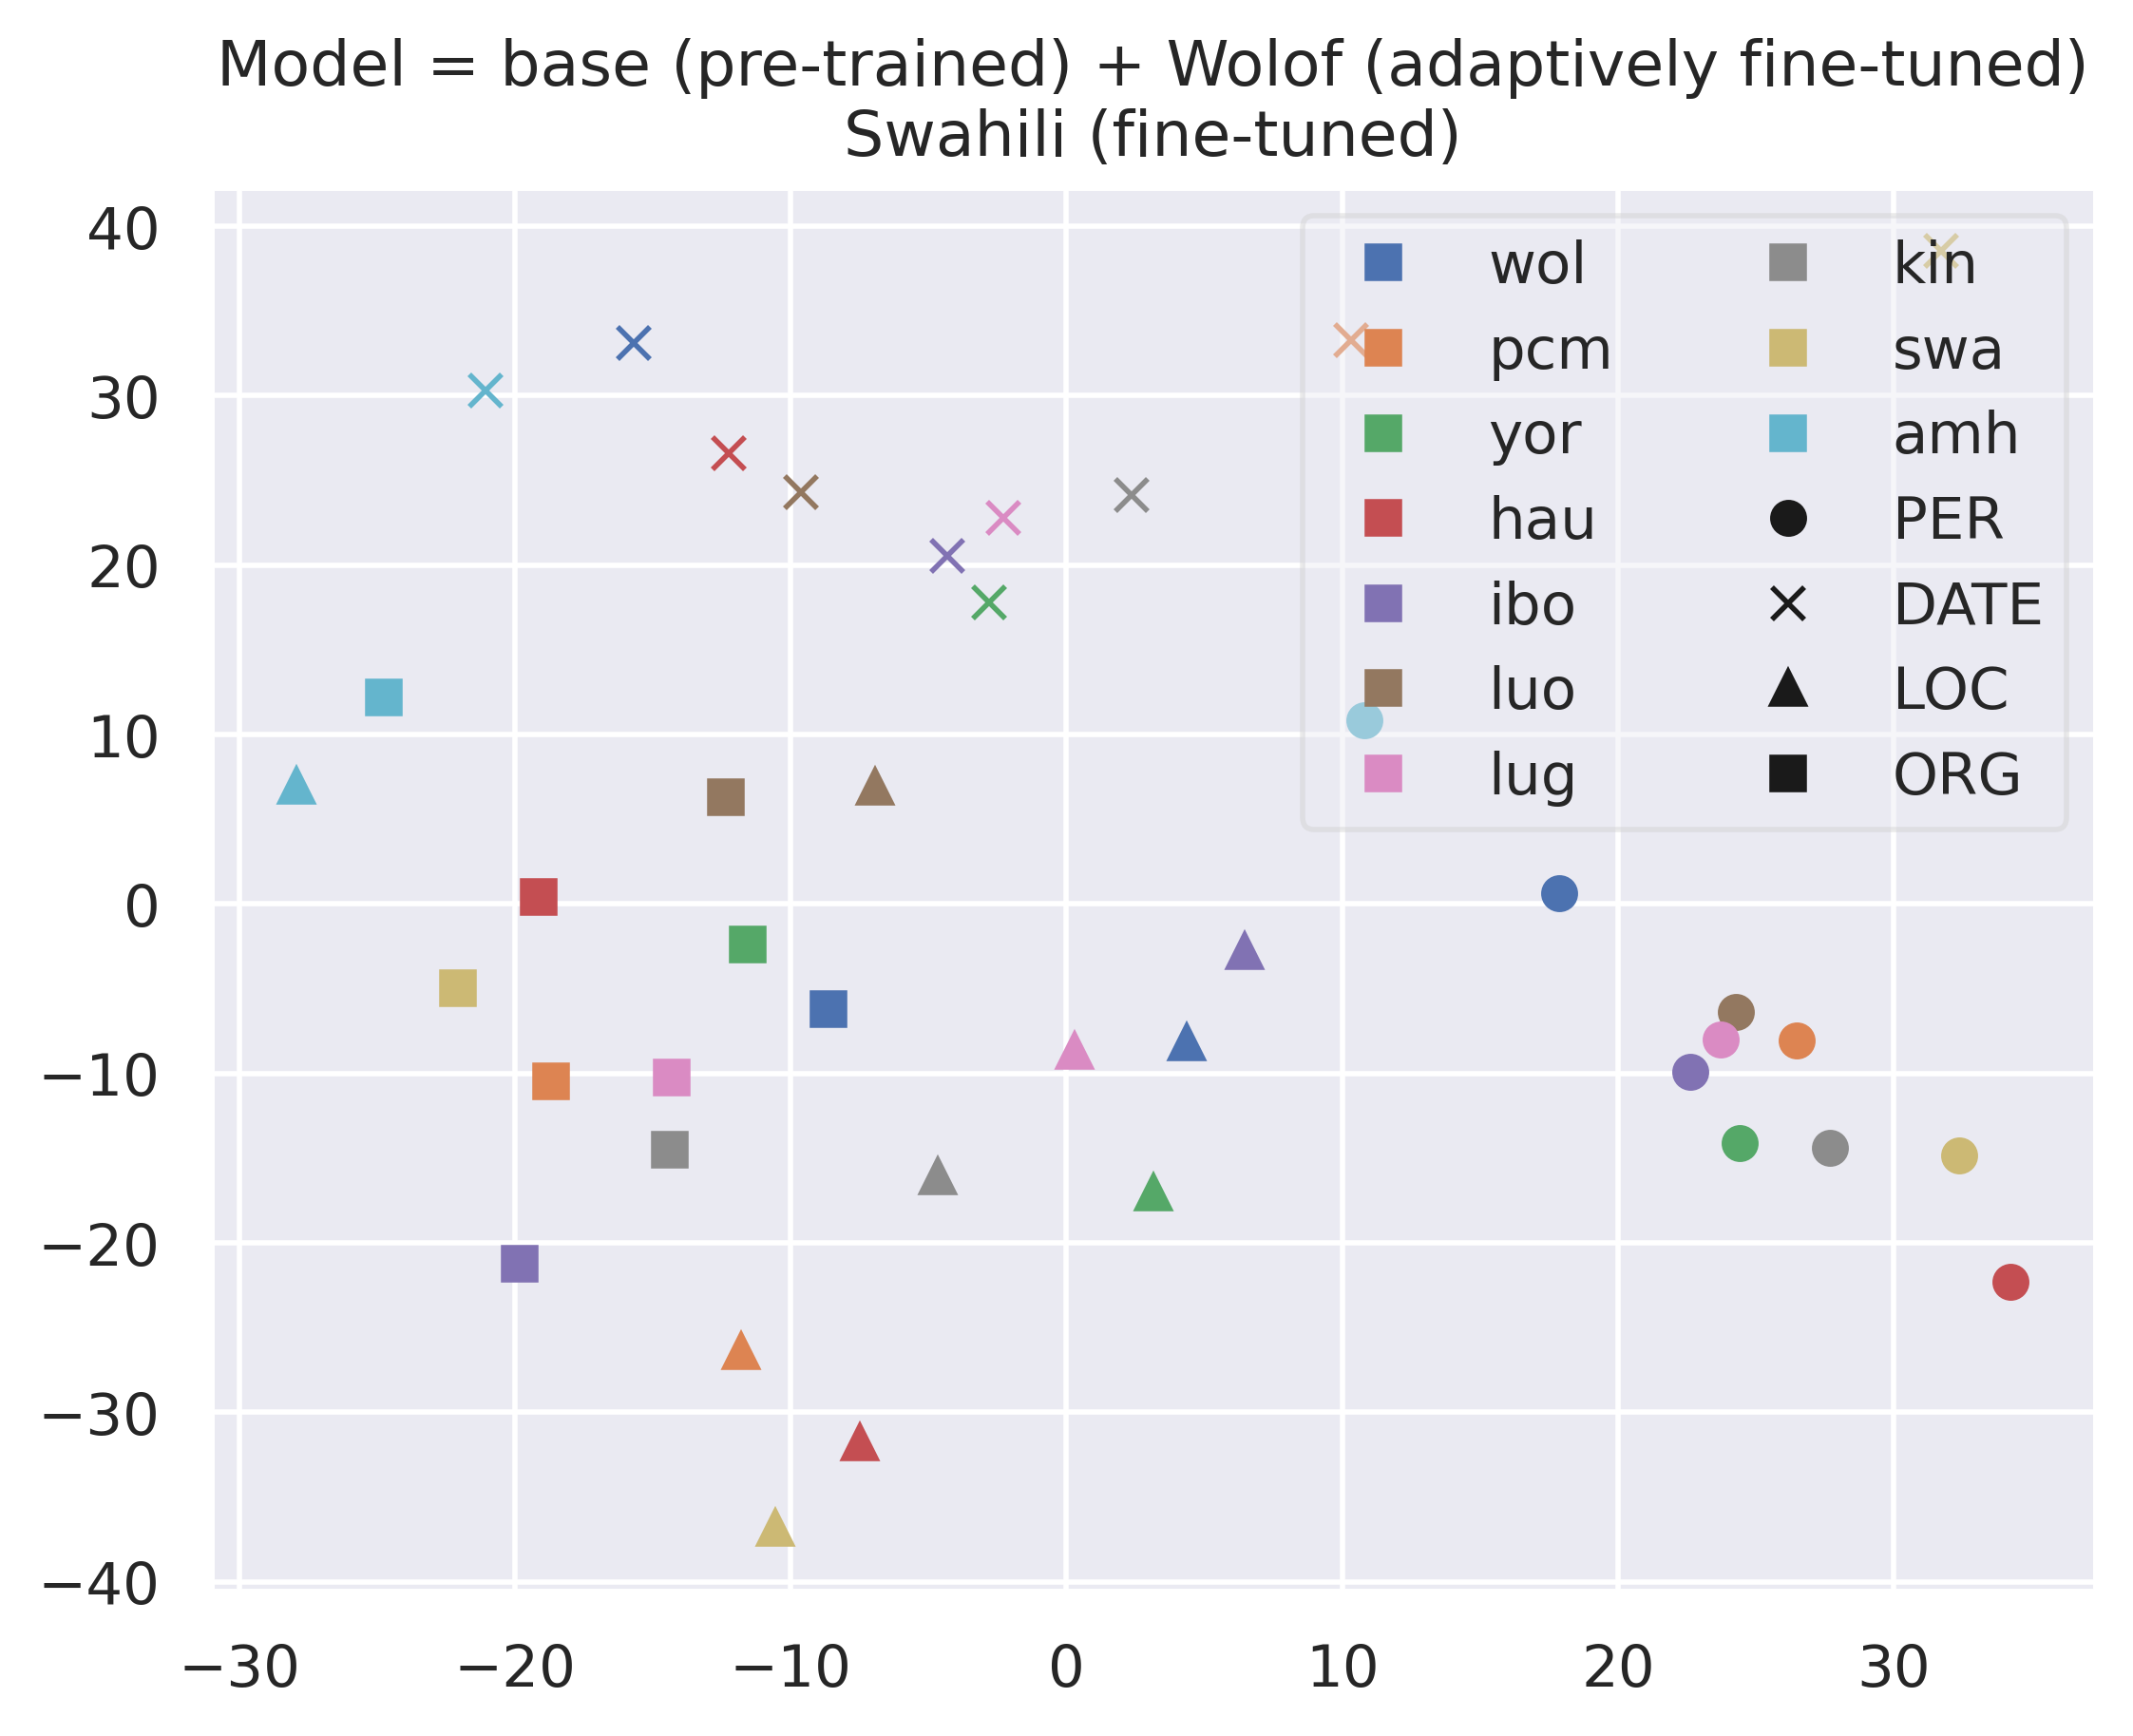 Model = base (pre-trained) + Wolof (adaptively fine-tuned)
Swahili (fine-tuned)
40
30
20
10
0
−10
−20
−30
−40
wol
pcm
yor
hau
ibo
luo
lug
kin
swa
amh
PER
DATE
LOC
ORG
−30
−20
−10
0
10
20
30